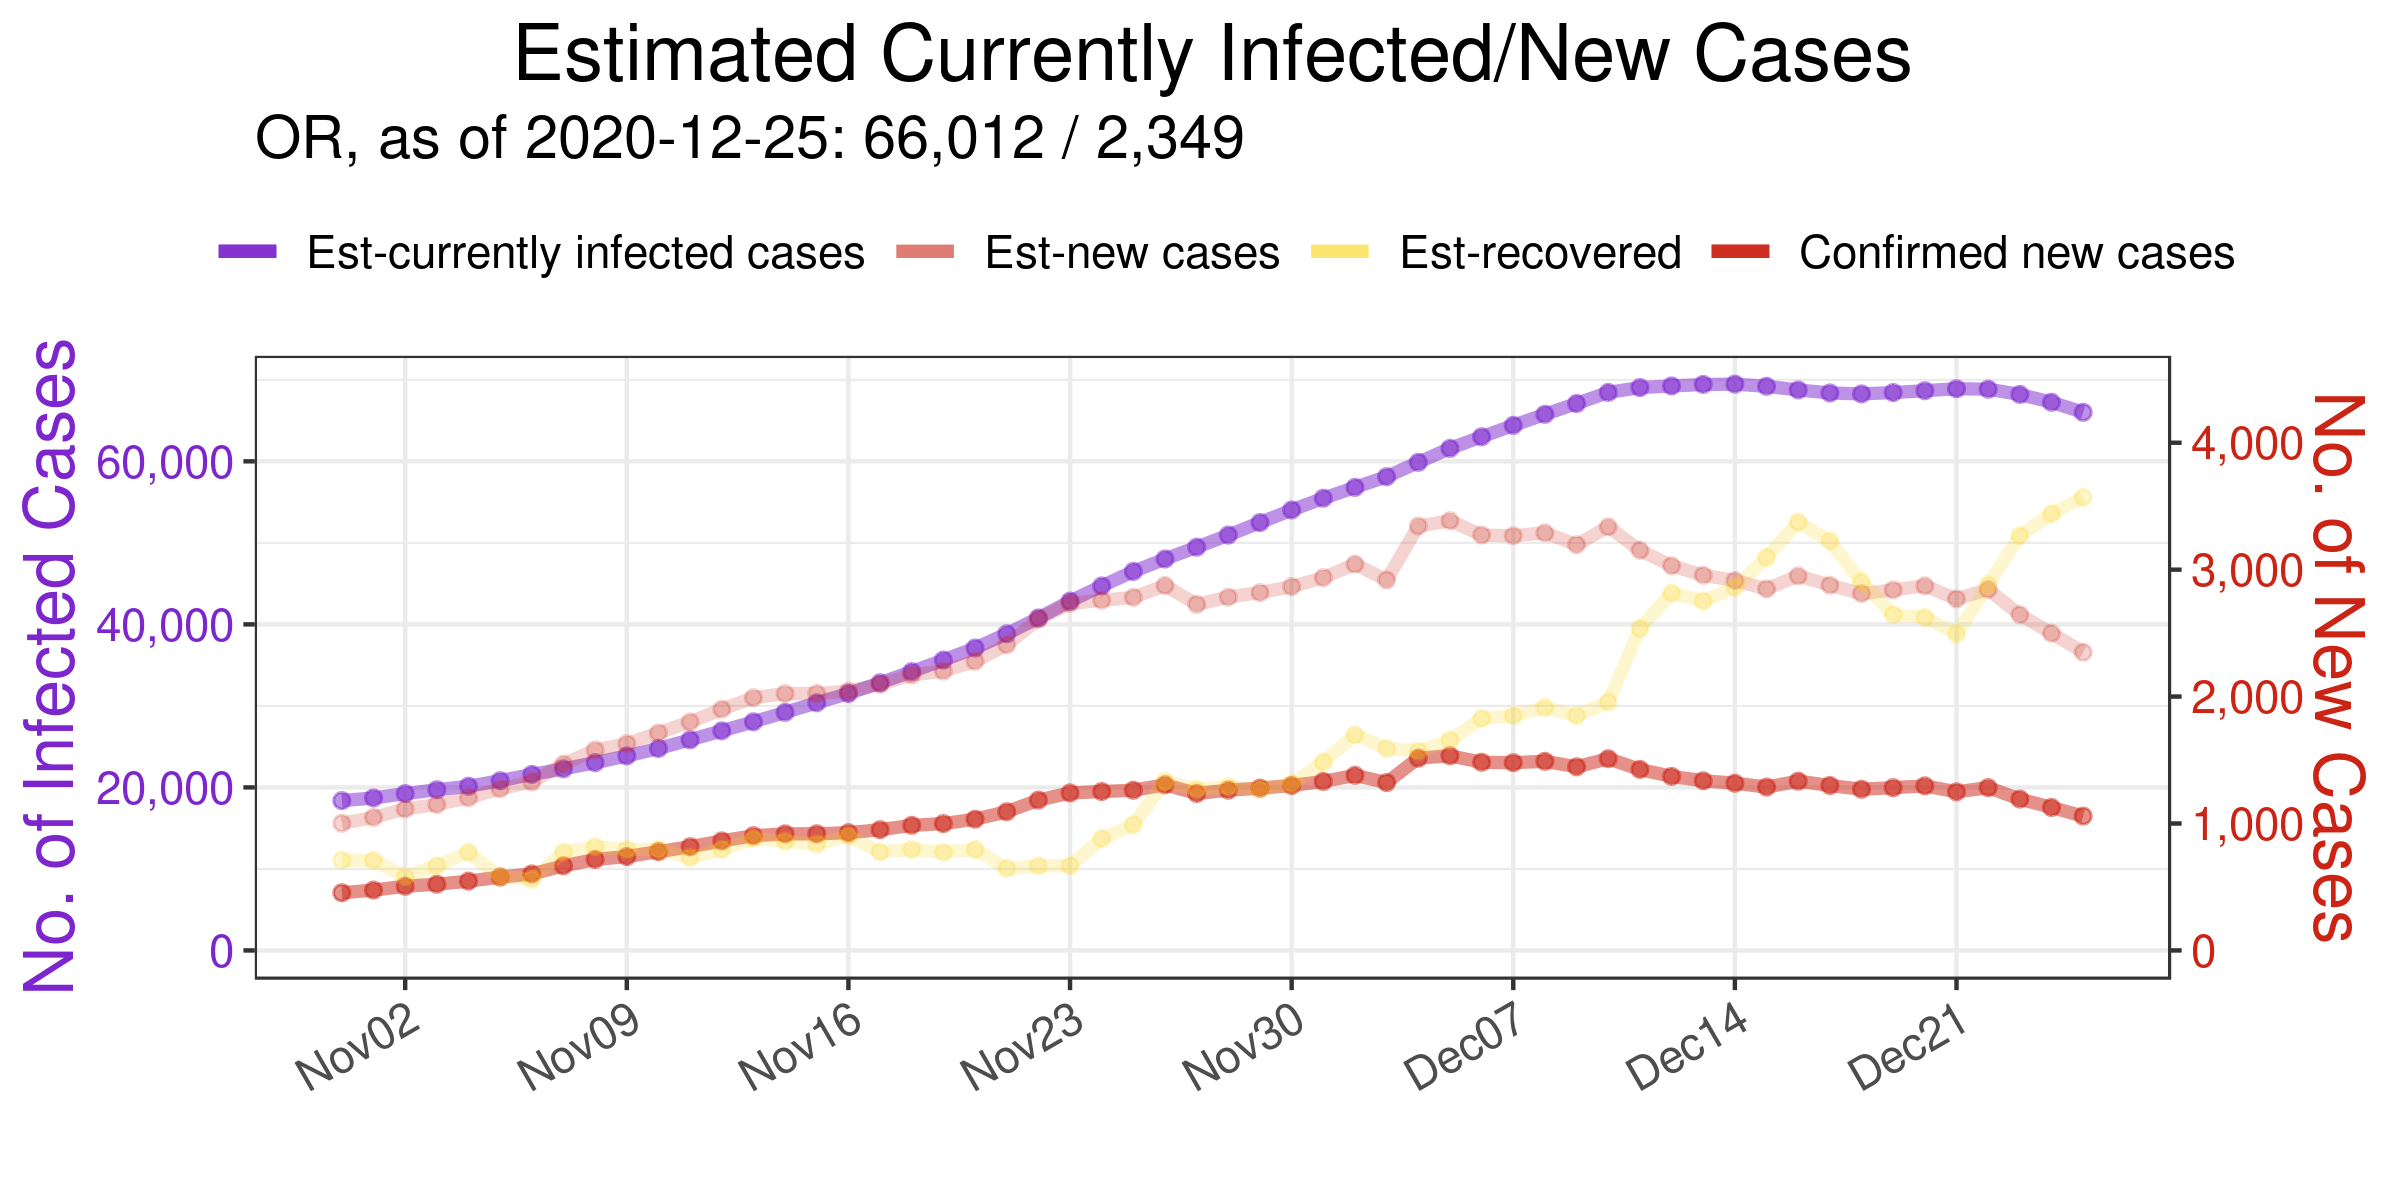 Estimated Currently Infected/New Cases
OR, as of 2020-12-25: 66,012 / 2,349
Est-currently infected cases Est-new cases Est-recovered Confirmed new cases
No. of Infected Cases
60,000
40,000
20,000
0
4,000
3,000
2,000
1,000
0
No. of New Cases
Nov02 Nov09 Nov16 Nov23 Nov30 Dec07 Dec14 Dec21